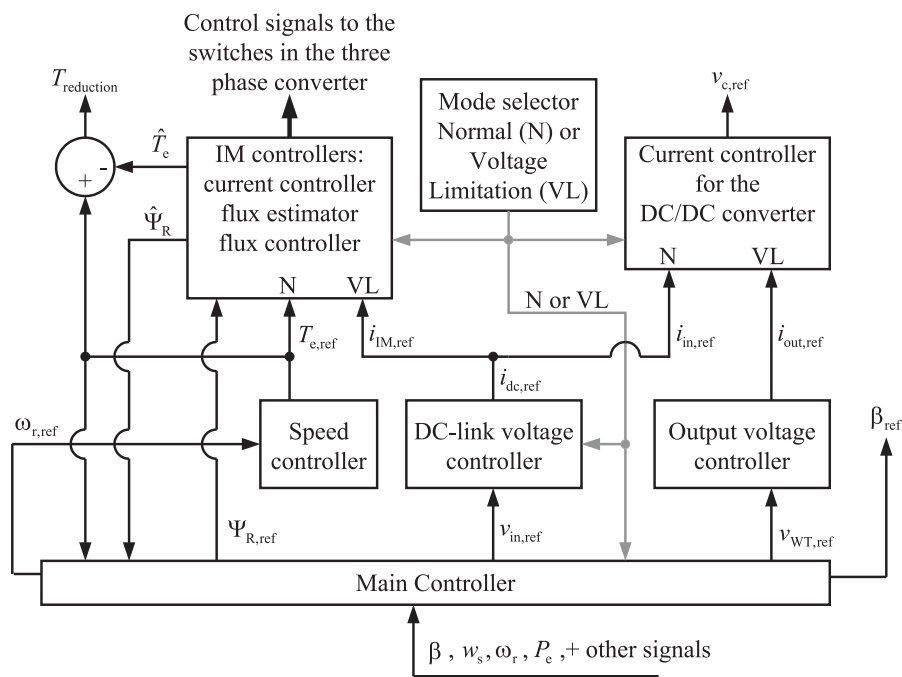 Control signals to the
switches in the three
phase converter
T_reduction
v_c,ref
Mode selector
Normal (N) or
Voltage
Limitation (VL)
T̂_e
-
+
IM controllers:
current controller
flux estimator
flux controller
N VL
Current controller
for the
DC/DC converter
N VL
Ψ̂_R
N or VL
T_e,ref
i_IM,ref
i_in,ref
i_out,ref
i_dc,ref
ω_r,ref
Speed
controller
DC-link voltage
controller
Output voltage
controller
β_ref
Ψ_R,ref
v_in,ref
v_WT,ref
Main Controller
β , w_s, ω_r , P_e ,+ other signals